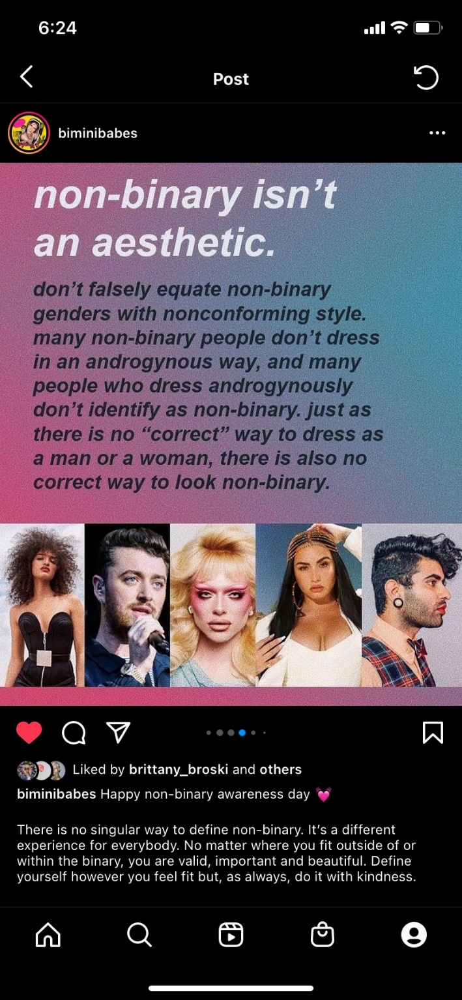 6:24
Post
biminibabes
non-binary isn’t
an aesthetic.
don’t falsely equate non-binary
genders with nonconforming style.
many non-binary people don’t dress
in an androgynous way, and many
people who dress androgynously
don’t identify as non-binary. just as
there is no “correct” way to dress as
a man or a woman, there is also no
correct way to look non-binary.
Liked by brittany_broski and others
biminibabes Happy non-binary awareness day 💓
There is no singular way to define non-binary. It’s a different
experience for everybody. No matter where you fit outside of or
within the binary, you are valid, important and beautiful. Define
yourself however you feel fit but, as always, do it with kindness.